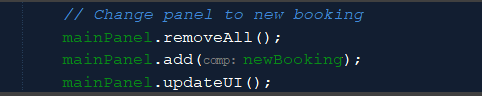 // Change panel to new booking
mainPanel.removeAll();
mainPanel.add(comp: newBooking);
mainPanel.updateUI();